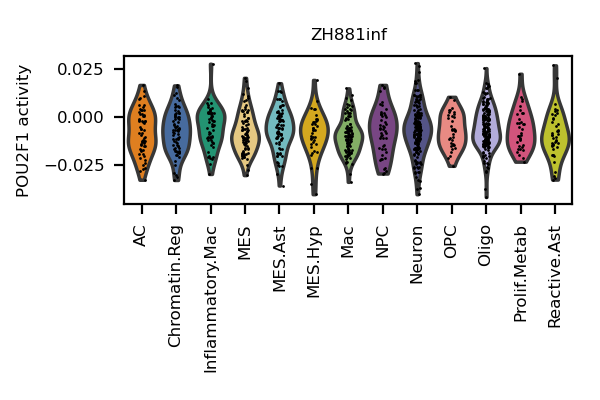 ZH881inf
POU2F1 activity
0.025
0.000
−0.025
AC
Chromatin.Reg
Inflammatory.Mac
MES
MES.Ast
MES.Hyp
Mac
NPC
Neuron
OPC
Oligo
Prolif.Metab
Reactive.Ast